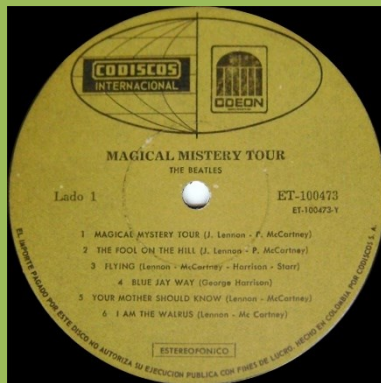 CODISCOS
INTERNACIONAL
ODEON
MAGICAL MISTERY TOUR
THE BEATLES
Lado 1
ET-100473
ET-100473-Y
1 MAGICAL MYSTERY TOUR (J. Lennon - P. McCartney)
2 THE FOOL ON THE HILL (J. Lennon - P. McCartney)
3 FLYING (Lennon - McCartney - Harrison - Starr)
4 BLUE JAY WAY (George Harrison)
5 YOUR MOTHER SHOULD KNOW (Lennon - McCartney)
6 I AM THE WALRUS (Lennon - Mc Cartney)
ESTEREOFONICO
EL IMPORTE PAGADO POR ESTE DISCO NO AUTORIZA SU EJECUCION PUBLICA CON FINES DE LUCRO. HECHO EN COLOMBIA POR CODISCOS S.A.